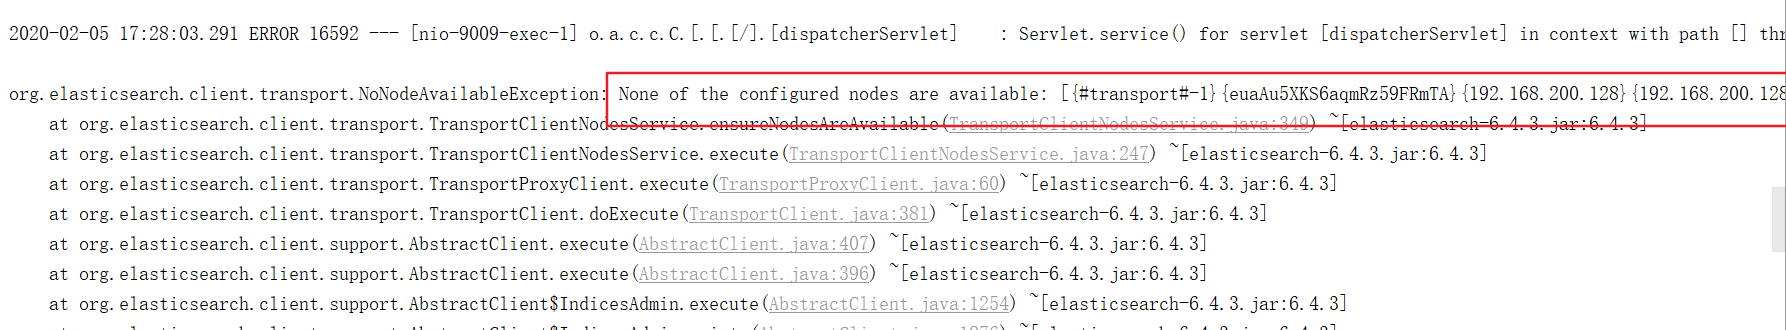 2020-02-05 17:28:03.291 ERROR 16592 --- [nio-9009-exec-1] o.a.c.c.C.[.[.[/].[dispatcherServlet]    : Servlet.service() for servlet [dispatcherServlet] in context with path [] thr
org.elasticsearch.client.transport.NoNodeAvailableException: None of the configured nodes are available: [{#transport#-1}{euaAu5XKS6aqmRz59FRmTA}{192.168.200.128}{192.168.200.128
at org.elasticsearch.client.transport.TransportClientNodesService.ensureNodesAreAvailable(TransportClientNodesService.java:349) ~[elasticsearch-6.4.3.jar:6.4.3]
at org.elasticsearch.client.transport.TransportClientNodesService.execute(TransportClientNodesService.java:247) ~[elasticsearch-6.4.3.jar:6.4.3]
at org.elasticsearch.client.transport.TransportProxyClient.execute(TransportProxyClient.java:60) ~[elasticsearch-6.4.3.jar:6.4.3]
at org.elasticsearch.client.transport.TransportClient.doExecute(TransportClient.java:381) ~[elasticsearch-6.4.3.jar:6.4.3]
at org.elasticsearch.client.support.AbstractClient.execute(AbstractClient.java:407) ~[elasticsearch-6.4.3.jar:6.4.3]
at org.elasticsearch.client.support.AbstractClient.execute(AbstractClient.java:396) ~[elasticsearch-6.4.3.jar:6.4.3]
at org.elasticsearch.client.support.AbstractClient$IndicesAdmin.execute(AbstractClient.java:1254) ~[elasticsearch-6.4.3.jar:6.4.3]